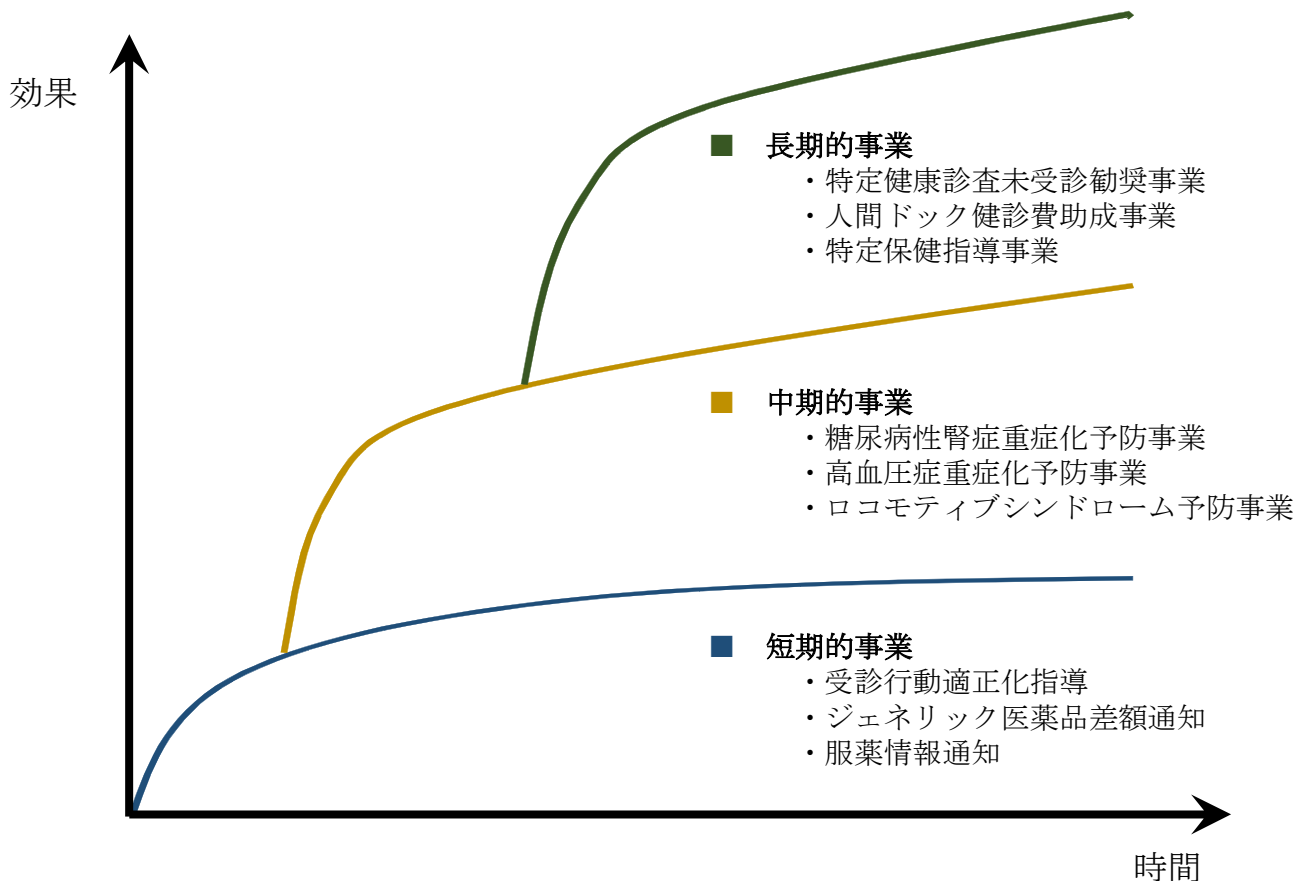 効果
■ 長期的事業
・特定健康診査未受診勧奨事業
・人間ドック健診費助成事業
・特定保健指導事業
■ 中期的事業
・糖尿病性腎症重症化予防事業
・高血圧症重症化予防事業
・ロコモティブシンドローム予防事業
■ 短期的事業
・受診行動適正化指導
・ジェネリック医薬品差額通知
・服薬情報通知
時間